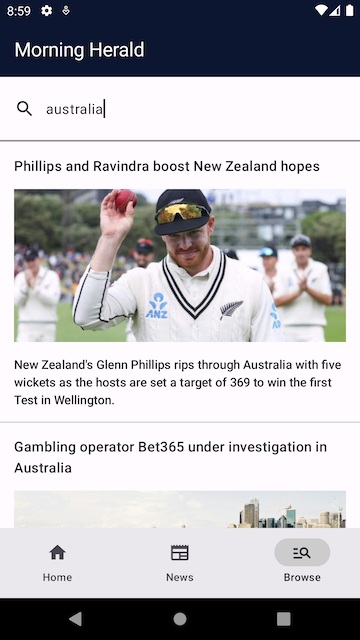 8:59
Morning Herald
australia
Phillips and Ravindra boost New Zealand hopes
ANZ
New Zealand's Glenn Phillips rips through Australia with five
wickets as the hosts are set a target of 369 to win the first
Test in Wellington.
Gambling operator Bet365 under investigation in
Australia
Home
News
Browse